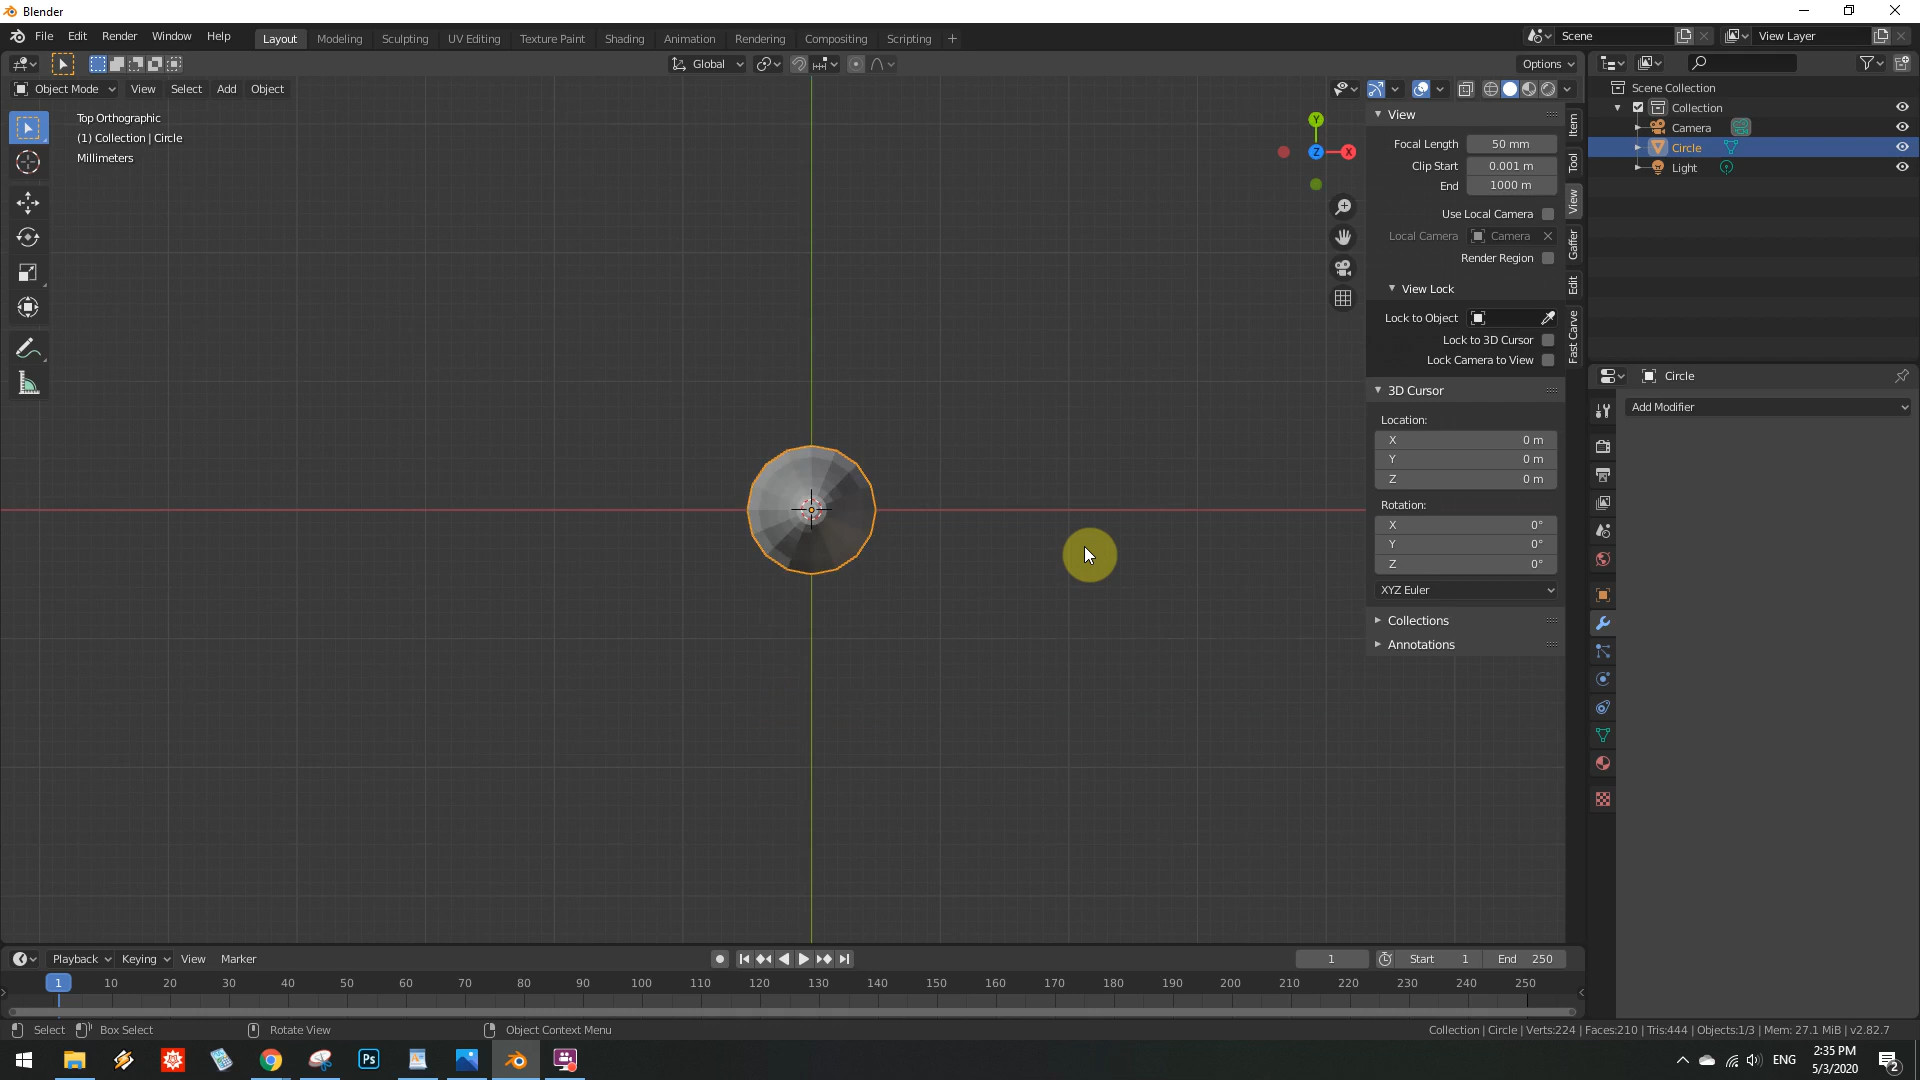 Blender
File Edit Render Window Help Layout Modeling Sculpting UV Editing Texture Paint Shading Animation Rendering Compositing Scripting + Scene View Layer
Global Options
Object Mode View Select Add Object
Top Orthographic
(1) Collection | Circle
Millimeters
Y
X
Z
View
Focal Length 50 mm
Clip Start 0.001 m
End 1000 m
Use Local Camera
Local Camera Camera
Render Region
View Lock
Lock to Object
Lock to 3D Cursor
Lock Camera to View
3D Cursor
Location:
X 0 m
Y 0 m
Z 0 m
Rotation:
X 0°
Y 0°
Z 0°
XYZ Euler
Collections
Annotations
Item
Tool
View
Gaffer
Edit
Fast Carve
Scene Collection
Collection
Camera
Circle
Light
Circle
Add Modifier
Playback Keying View Marker 1 Start 1 End 250
1 10 20 30 40 50 60 70 80 90 100 110 120 130 140 150 160 170 180 190 200 210 220 230 240 250
Select Box Select Rotate View Object Context Menu Collection | Circle | Verts:224 | Faces:210 | Tris:444 | Objects:1/3 | Mem: 27.1 MiB | v2.82.7
Ps
ENG
2:35 PM
5/3/2020
2